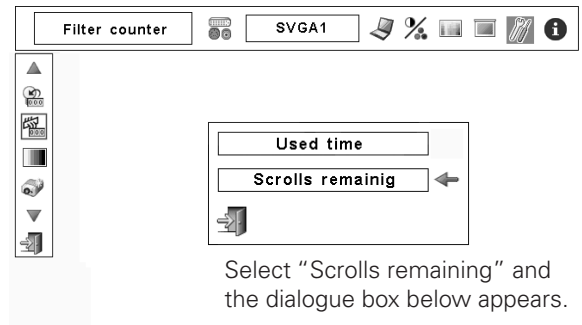 Filter counter
SVGA1
Used time
Scrolls remainig
Select “Scrolls remaining” and
the dialogue box below appears.